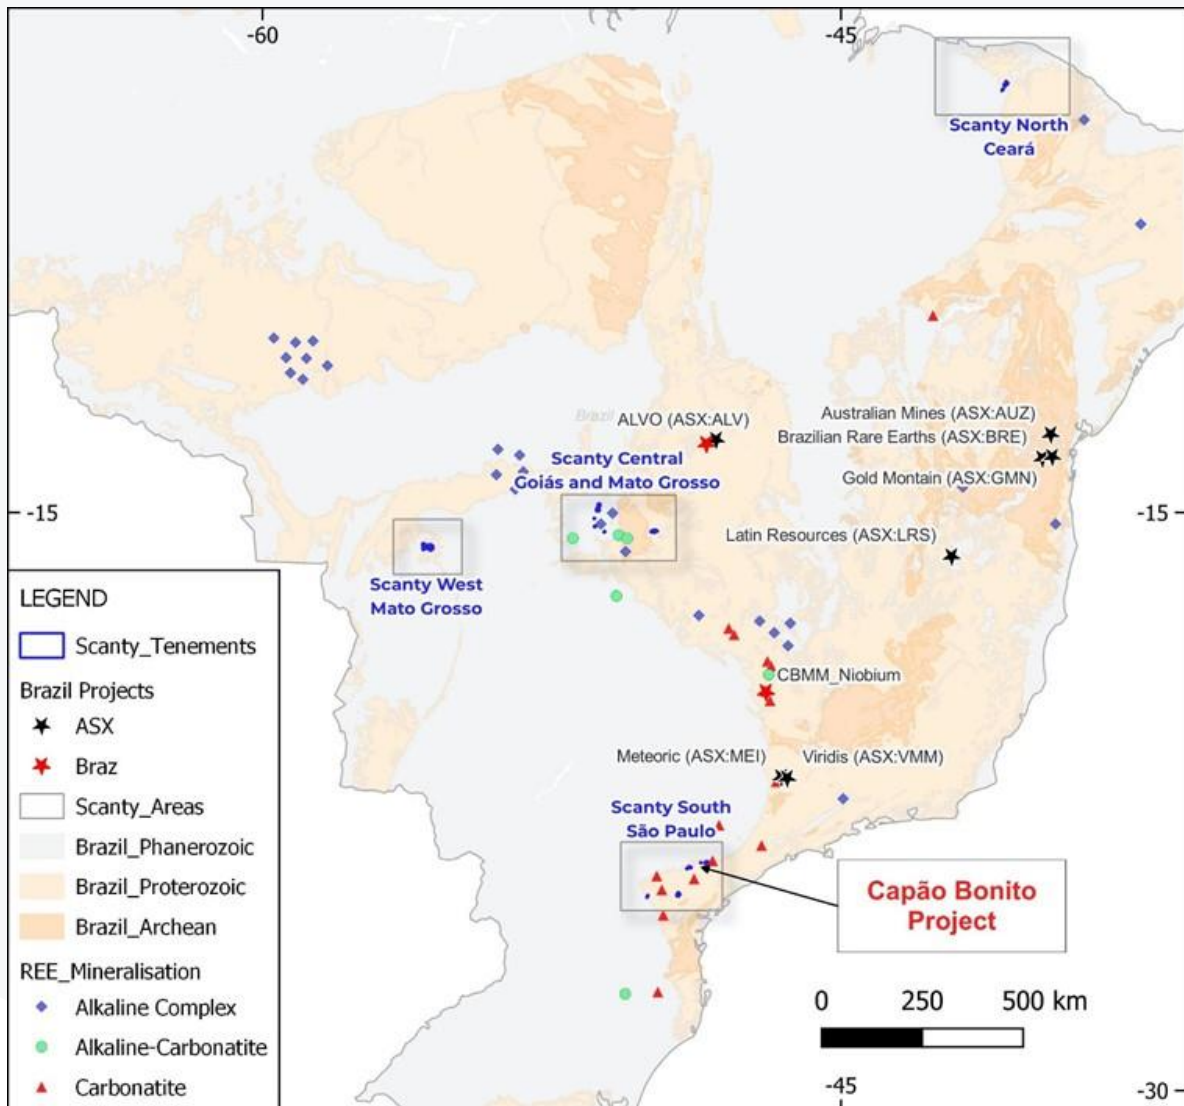 -60
-45
Scanty North
Ceará
Brazil
ALVO (ASX:ALV)
Australian Mines (ASX:AUZ)
Brazilian Rare Earths (ASX:BRE)
Gold Montain (ASX:GMN)
Scanty Central
Goiás and Mato Grosso
-15
-15
Latin Resources (ASX:LRS)
Scanty West
Mato Grosso
CBMM_Niobium
Meteoric (ASX:MEI)
Viridis (ASX:VMM)
Scanty South
São Paulo
Capão Bonito
Project
LEGEND
Scanty_Tenements
Brazil Projects
ASX
Braz
Scanty_Areas
Brazil_Phanerozoic
Brazil_Proterozoic
Brazil_Archean
REE_Mineralisation
Alkaline Complex
Alkaline-Carbonatite
Carbonatite
0 250 500 km
-45
-30